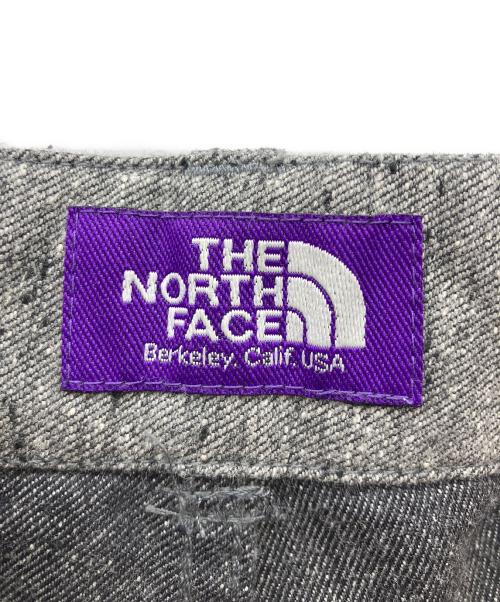 THE
NORTH
FACE
Berkeley, Calif. USA